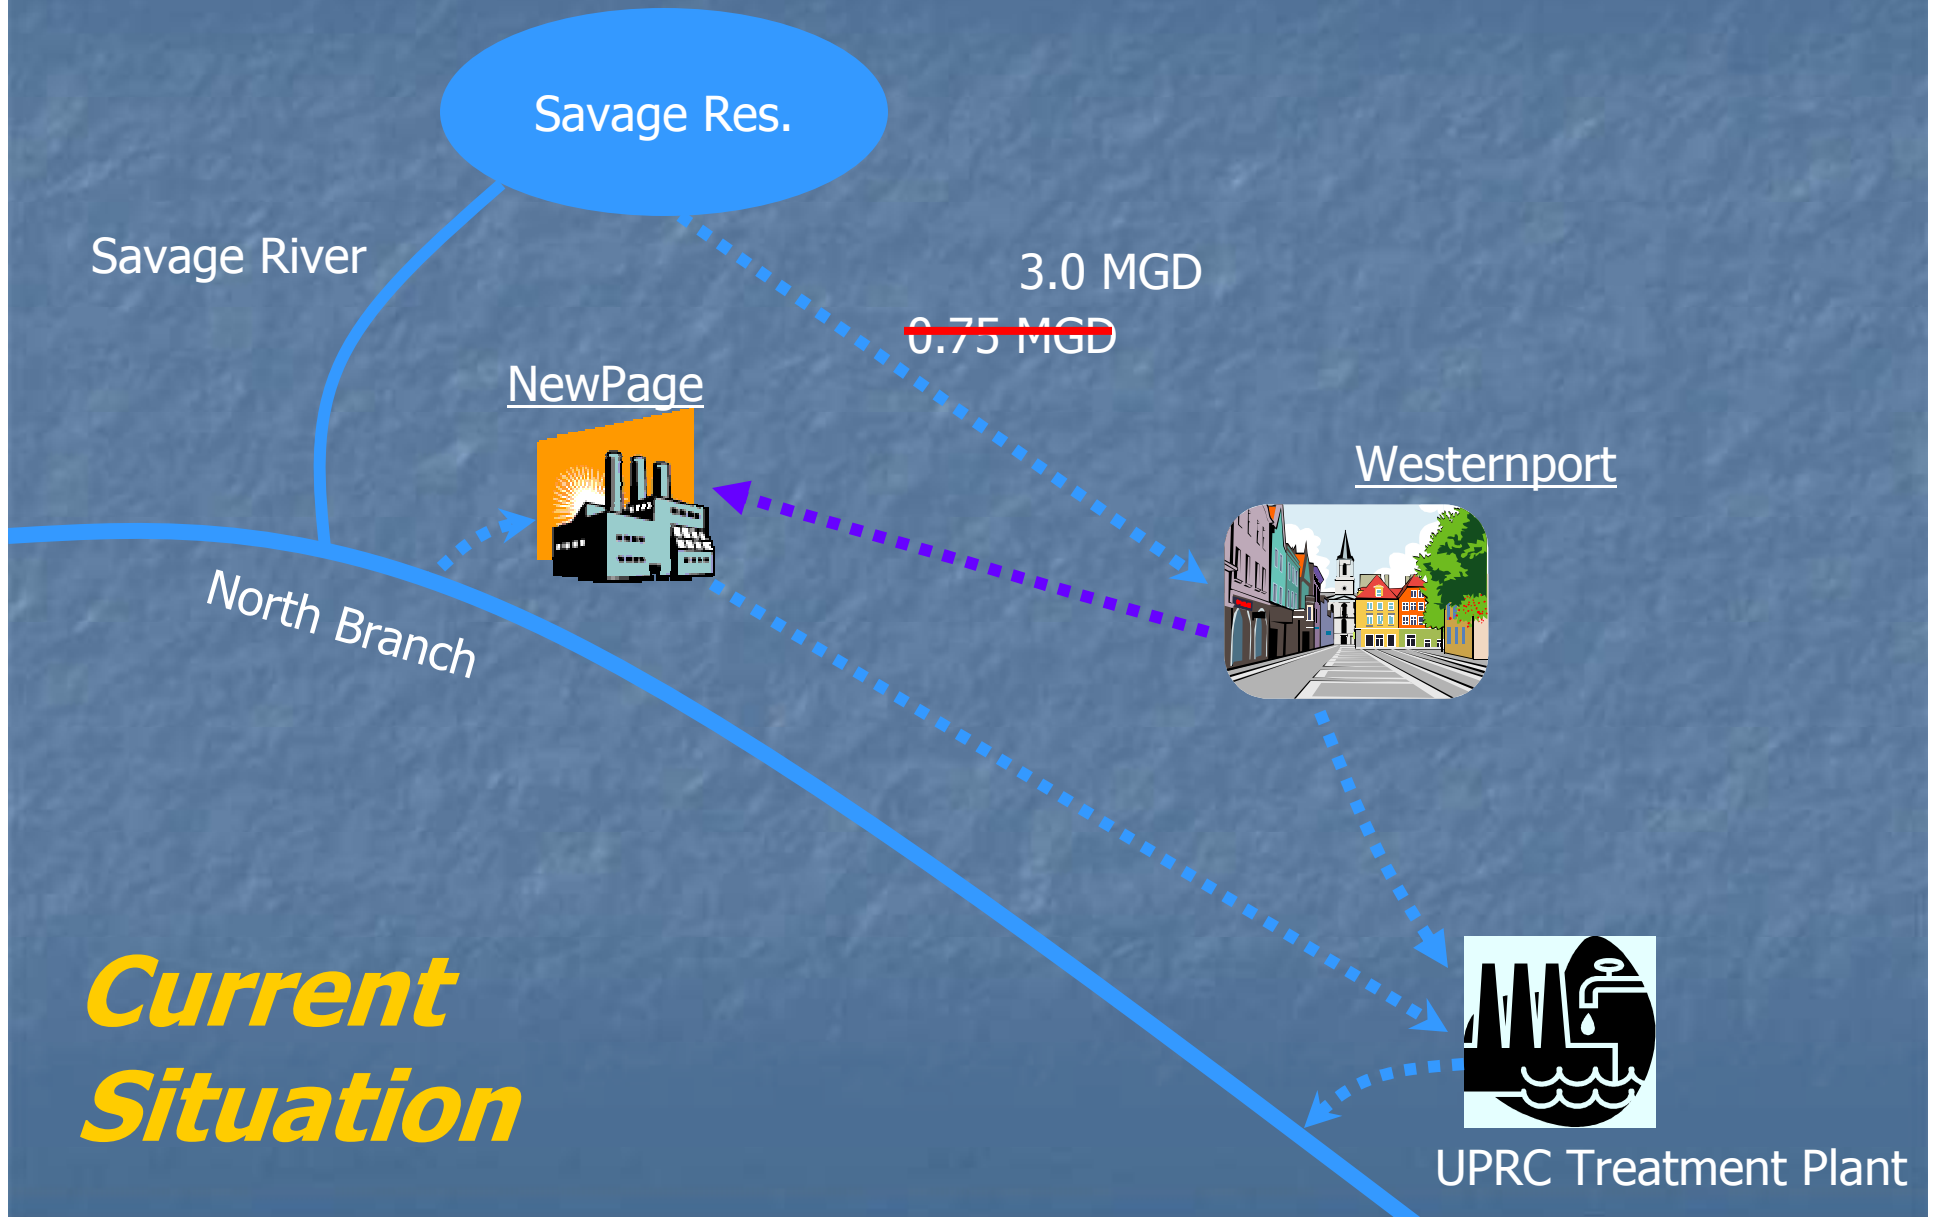 Savage Res.
Savage River
3.0 MGD
0.75 MGD
NewPage
Westernport
North Branch
Current
Situation
UPRC Treatment Plant